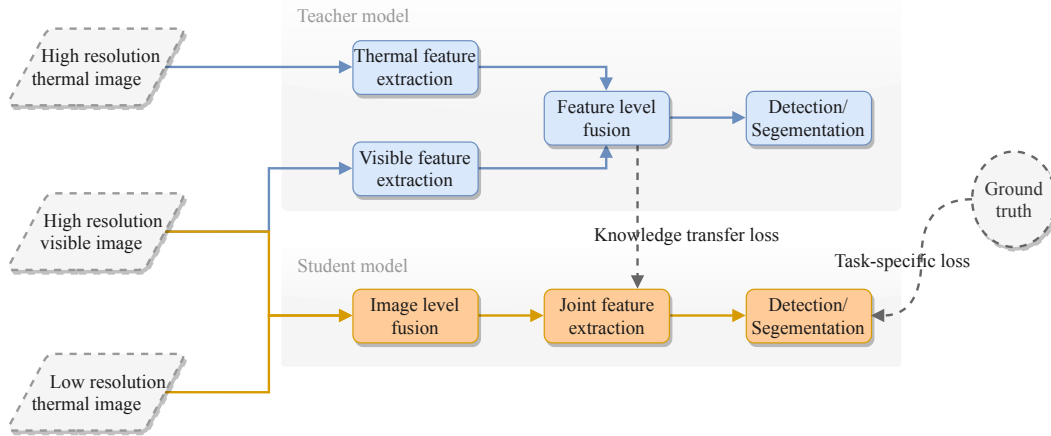 Teacher model
High resolution
thermal image
Thermal feature
extraction
Feature level
fusion
Detection/
Segementation
Visible feature
extraction
High resolution
visible image
Ground
truth
Knowledge transfer loss
Task-specific loss
Student model
Image level
fusion
Joint feature
extraction
Detection/
Segementation
Low resolution
thermal image